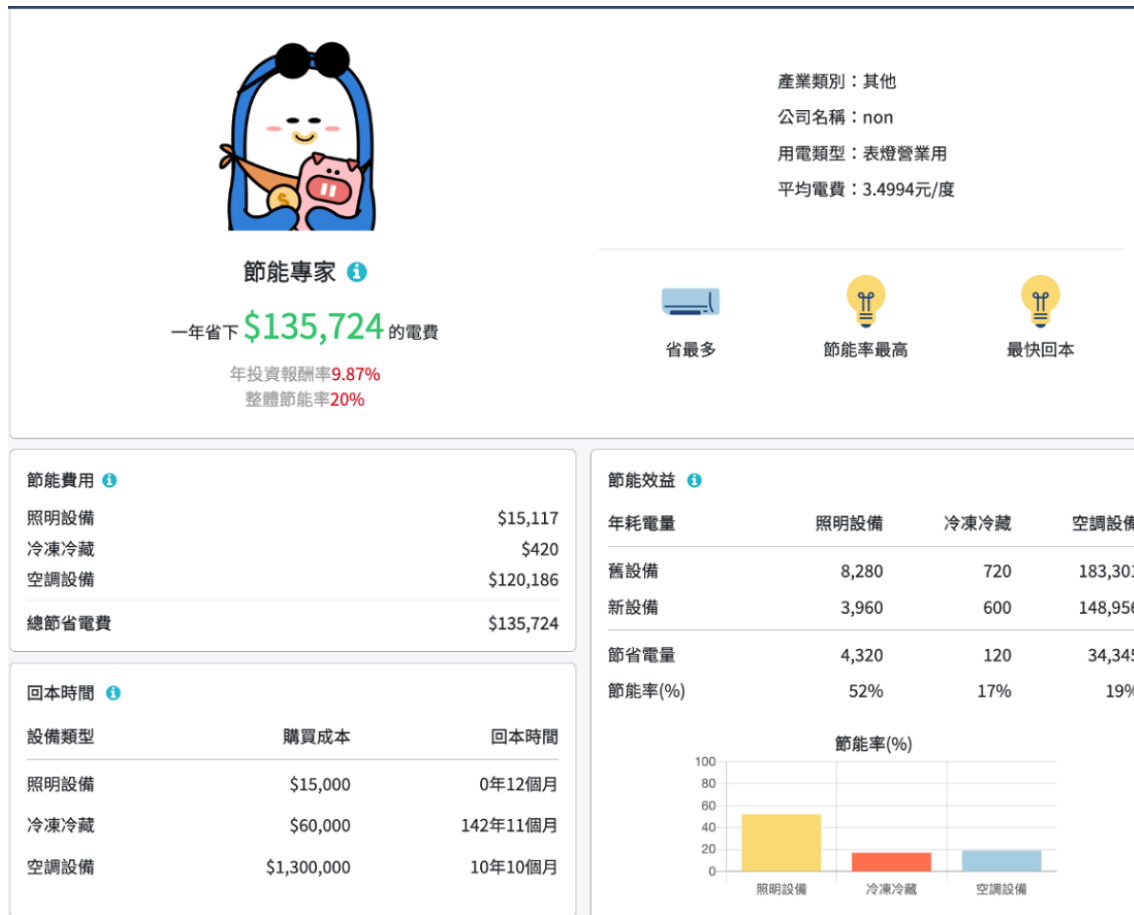 產業類別：其他
公司名稱：non
用電類型：表燈營業用
平均電費：3.4994元/度
節能專家
一年省下 $135,724 的電費
年投資報酬率9.87%
整體節能率20%
省最多 節能率最高 最快回本
節能費用
照明設備 $15,117
冷凍冷藏 $420
空調設備 $120,186
總節省電費 $135,724
回本時間
設備類型 購買成本 回本時間
照明設備 $15,000 0年12個月
冷凍冷藏 $60,000 142年11個月
空調設備 $1,300,000 10年10個月
節能效益
年耗電量 照明設備 冷凍冷藏 空調設備
舊設備 8,280 720 183,301
新設備 3,960 600 148,956
節省電量 4,320 120 34,345
節能率(%) 52% 17% 19%
節能率(%)
100
80
60
40
20
0
照明設備 冷凍冷藏 空調設備